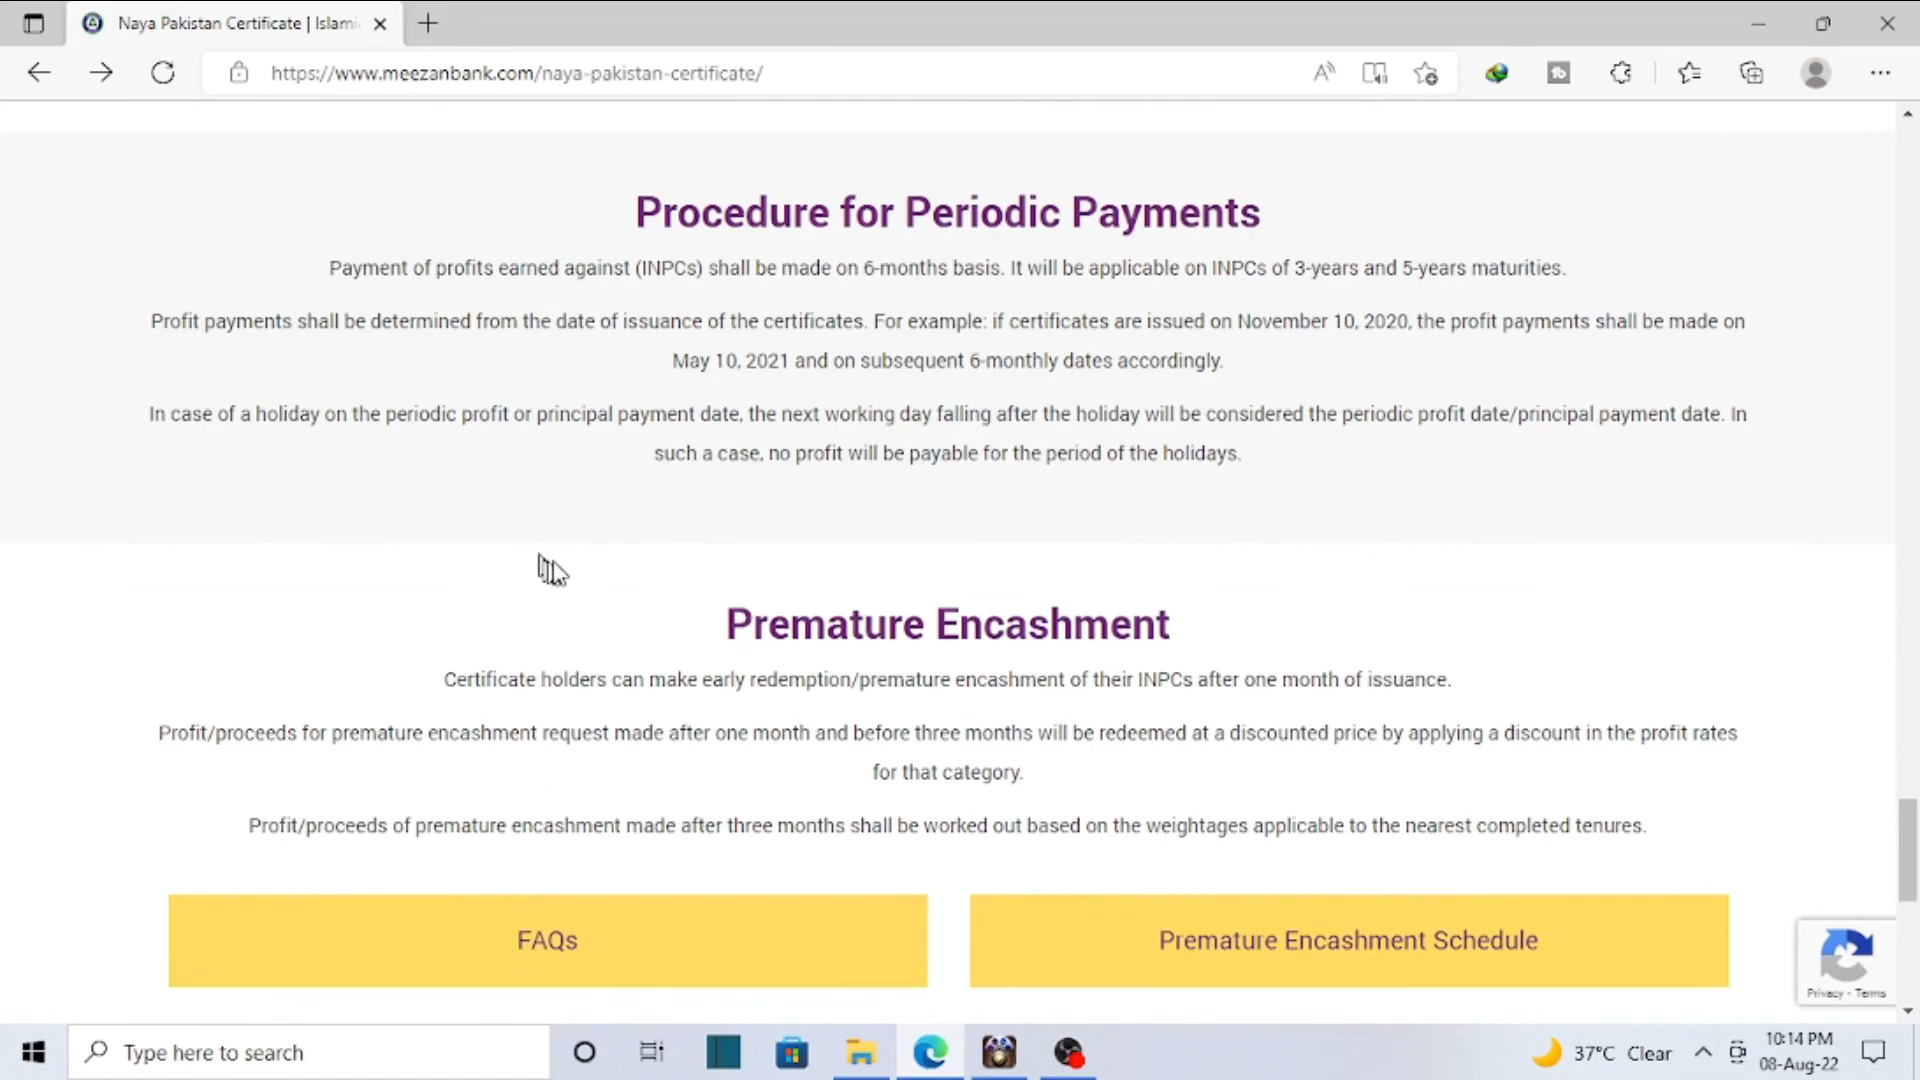 Naya Pakistan Certificate | Islami
https://www.meezanbank.com/naya-pakistan-certificate/
Procedure for Periodic Payments
Payment of profits earned against (INPCs) shall be made on 6-months basis. It will be applicable on INPCs of 3-years and 5-years maturities.
Profit payments shall be determined from the date of issuance of the certificates. For example: if certificates are issued on November 10, 2020, the profit payments shall be made on
May 10, 2021 and on subsequent 6-monthly dates accordingly.
In case of a holiday on the periodic profit or principal payment date, the next working day falling after the holiday will be considered the periodic profit date/principal payment date. In
such a case, no profit will be payable for the period of the holidays.
Premature Encashment
Certificate holders can make early redemption/premature encashment of their INPCs after one month of issuance.
Profit/proceeds for premature encashment request made after one month and before three months will be redeemed at a discounted price by applying a discount in the profit rates
for that category.
Profit/proceeds of premature encashment made after three months shall be worked out based on the weightages applicable to the nearest completed tenures.
FAQs
Premature Encashment Schedule
Privacy - Terms
Type here to search
37°C Clear
10:14 PM
08-Aug-22